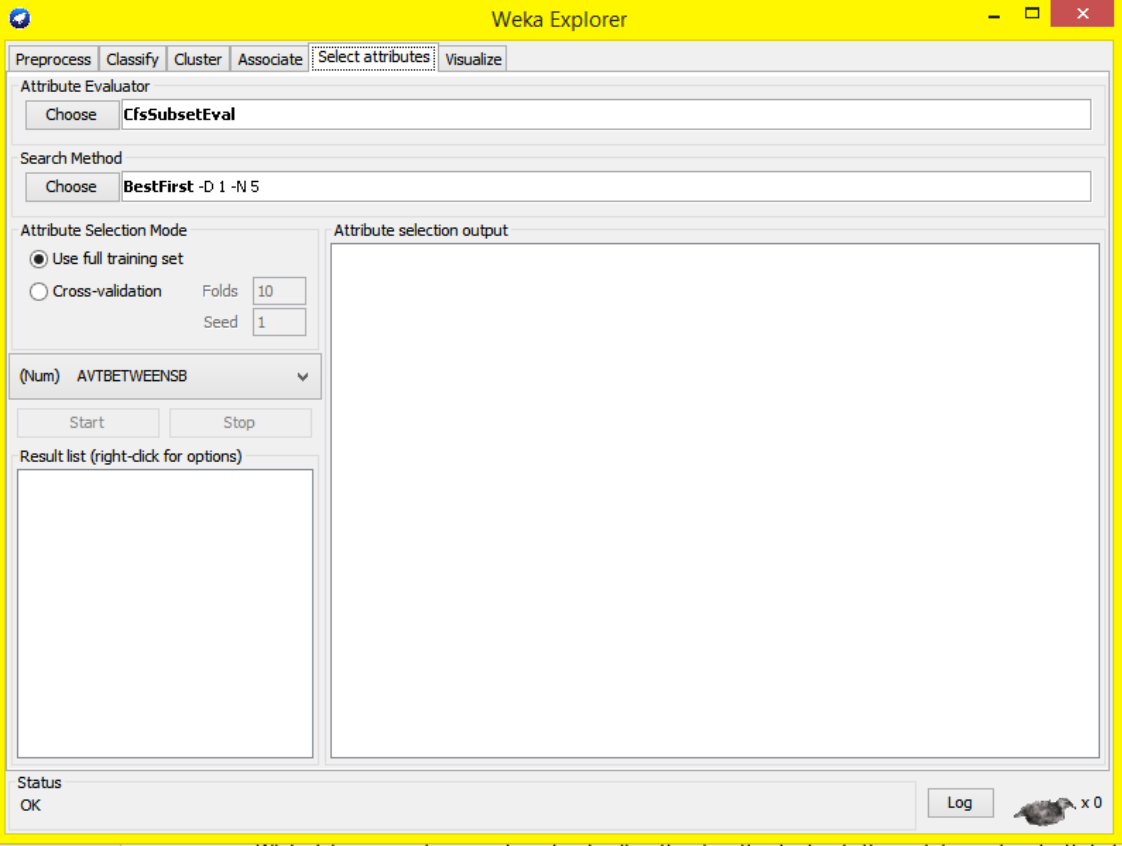 Weka Explorer
Preprocess Classify Cluster Associate Select attributes Visualize
Attribute Evaluator
Choose CfsSubsetEval
Search Method
Choose BestFirst -D 1 -N 5
Attribute Selection Mode
Use full training set
Cross-validation Folds 10
Seed 1
(Num) AVTBETWEENSB
Start Stop
Result list (right-click for options)
Attribute selection output
Status
OK
Log x 0